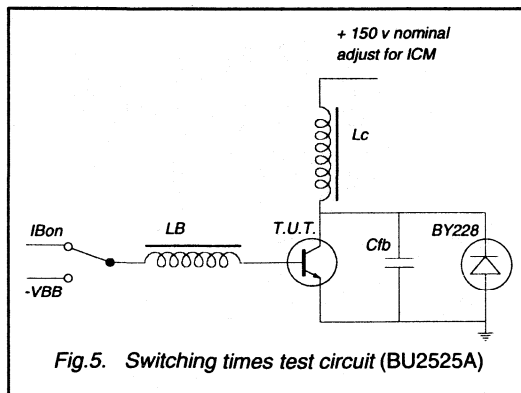 + 150 v nominal
adjust for ICM
Lc
IBon
LB
T.U.T.
Cfb
BY228
-VBB
Fig.5. Switching times test circuit (BU2525A)